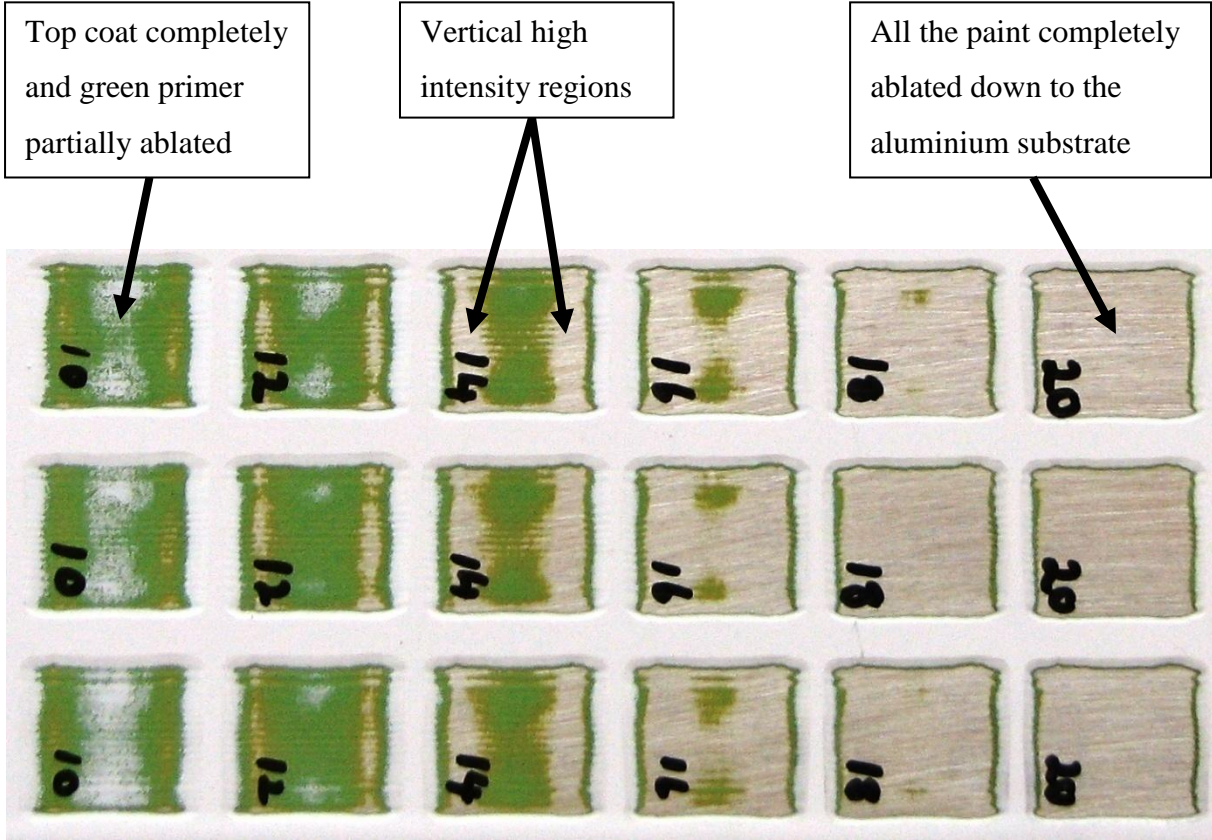 Top coat completely
and green primer
partially ablated
Vertical high
intensity regions
All the paint completely
ablated down to the
aluminium substrate
10 12 14 16 18 20
10 12 14 16 18 20
10 12 14 16 18 20